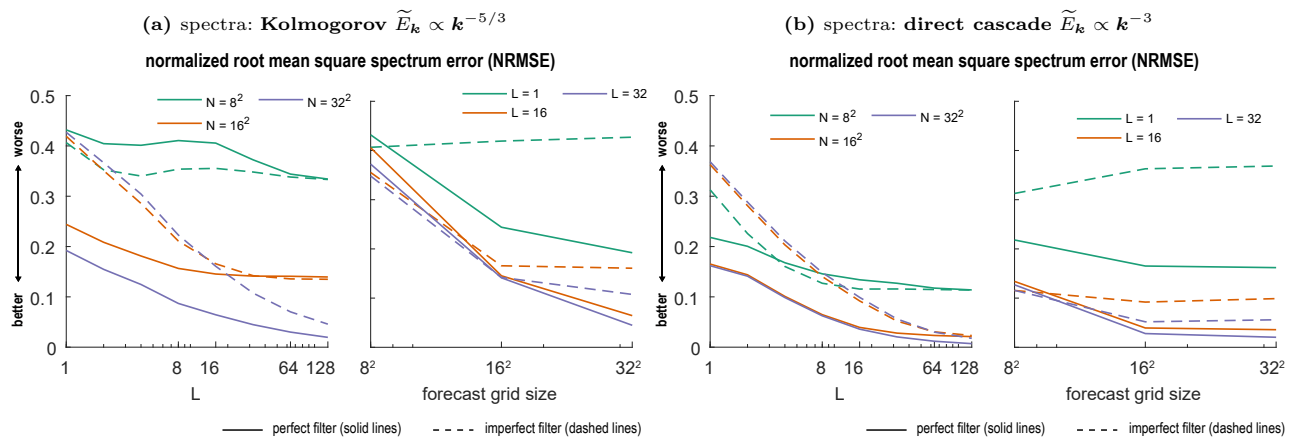 (a) spectra: Kolmogorov Ẽₖ ∝ k^{-5/3}
normalized root mean square spectrum error (NRMSE)
0.5
0.4
0.3
0.2
0.1
0
worse
better
N = 8²
N = 32²
N = 16²
1
8
16
64
128
L
L = 1
L = 32
L = 16
8²
16²
32²
forecast grid size
(b) spectra: direct cascade Ẽₖ ∝ k^{-3}
normalized root mean square spectrum error (NRMSE)
0.5
0.4
0.3
0.2
0.1
0
worse
better
N = 8²
N = 32²
N = 16²
1
8
16
64
128
L
L = 1
L = 16
L = 32
8²
16²
32²
forecast grid size
perfect filter (solid lines)
imperfect filter (dashed lines)
perfect filter (solid lines)
imperfect filter (dashed lines)